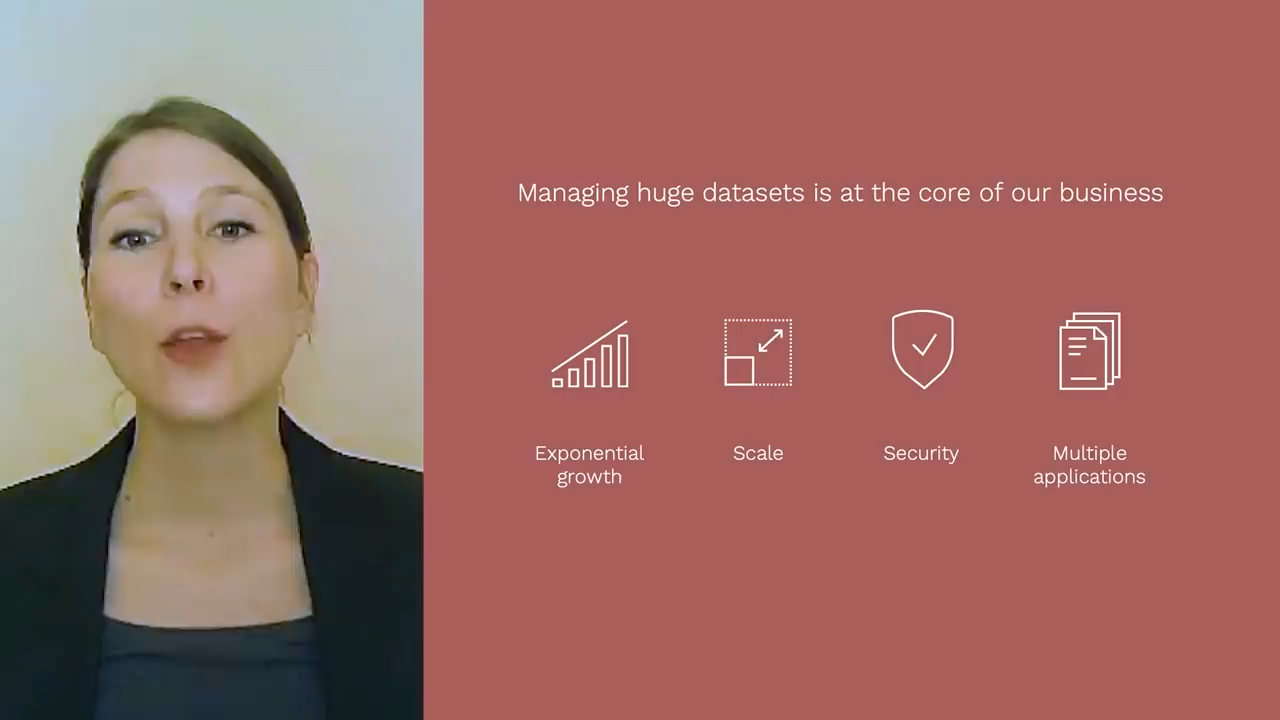 Managing huge datasets is at the core of our business
Exponential
growth
Scale
Security
Multiple
applications